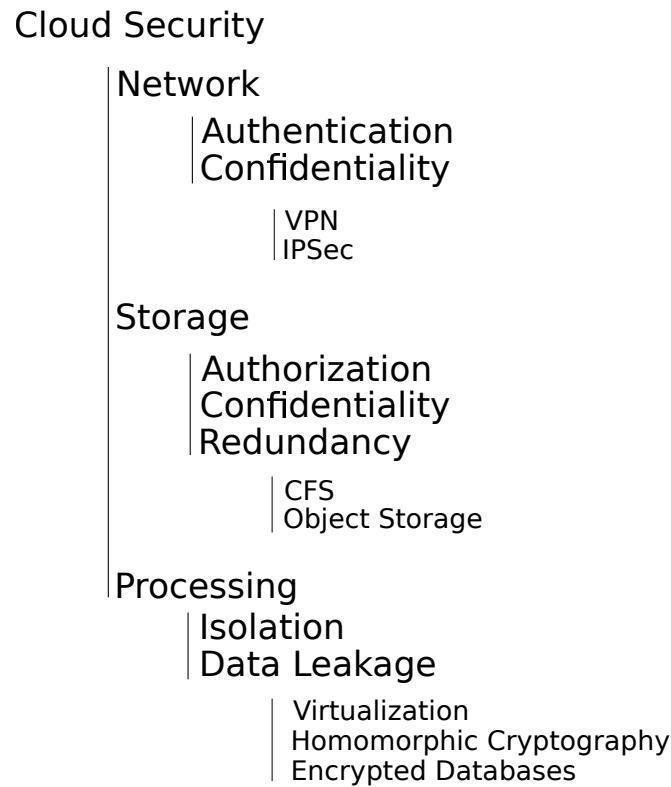 Cloud Security
Network
Authentication
Confidentiality
VPN
IPSec
Storage
Authorization
Confidentiality
Redundancy
CFS
Object Storage
Processing
Isolation
Data Leakage
Virtualization
Homomorphic Cryptography
Encrypted Databases